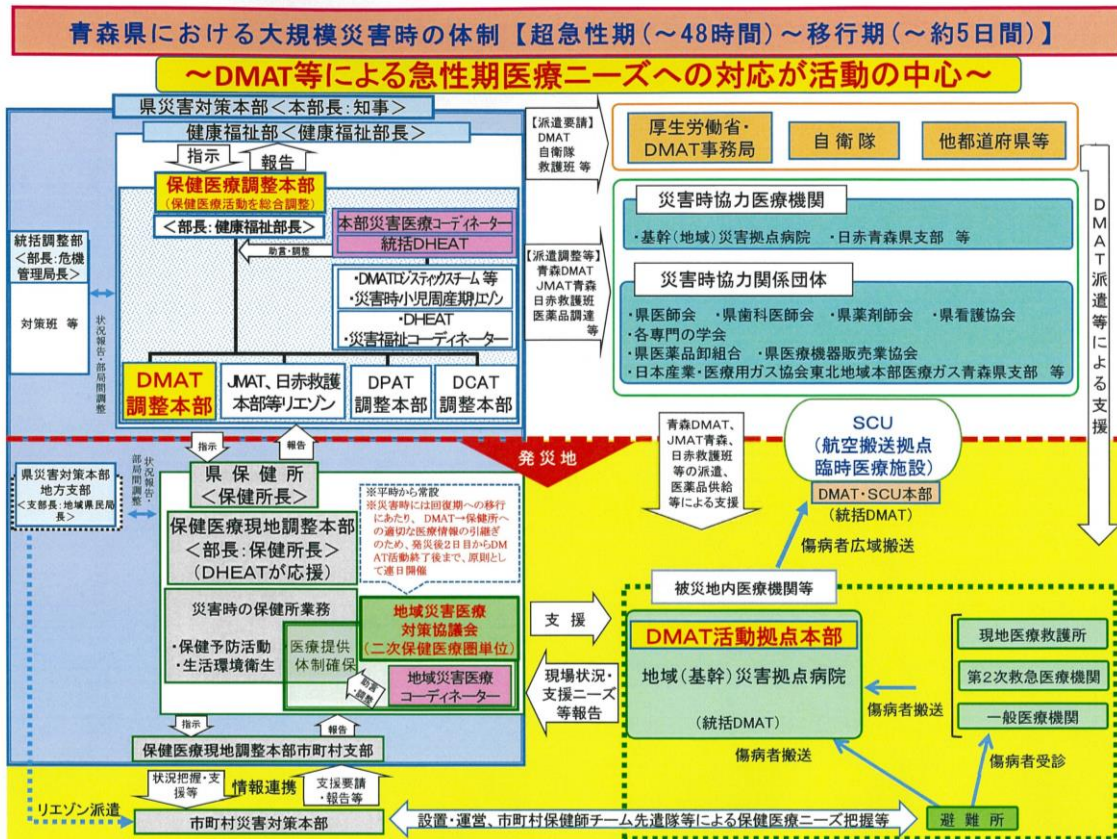 青森県における大規模災害時の体制【超急性期(~48時間)~移行期(~約5日間)】
~DMAT等による急性期医療ニーズへの対応が活動の中心~
県災害対策本部<本部長:知事>
健康福祉部<健康福祉部長>
指示
報告
保健医療調整本部
(保健医療活動を総合調整)
<部長:健康福祉部長>
本部災害医療コーディネーター
統括DHEAT
助言・調整
・DMATロジスティックスチーム 等
・災害時小児周産期リエゾン
・DHEAT
・災害福祉コーディネーター
統括調整部
<部長:危機
管理局長>
対策班 等
状況報告・部局間調整
DMAT
調整本部
JMAT、日赤救護
本部等リエゾン
DPAT
調整本部
DCAT
調整本部
【派遣要請】
DMAT
自衛隊
救護班 等
厚生労働省・
DMAT事務局
自衛隊
他都道府県等
【派遣調整等】
青森DMAT
JMAT青森
日赤救護班
医薬品調達
等
災害時協力医療機関
・基幹(地域)災害拠点病院 ・日赤青森県支部 等
災害時協力関係団体
・県医師会 ・県歯科医師会 ・県薬剤師会 ・県看護協会
・各専門の学会
・県医薬品卸組合 ・県医療機器販売業協会
・日本産業・医療用ガス協会東北地域本部医療ガス青森県支部 等
DMAT派遣等による支援
指示
報告
発災地
県災害対策本部
地方支部
<支部長:地域県民局
長>
状況報告・
部局間調整
県保健所
<保健所長>
保健医療現地調整本部
<部長:保健所長>
(DHEATが応援)
※平時から常設
※災害時には回復期への移行
にあたり、DMAT→保健所へ
の適切な医療情報の引継ぎ
のため、発災後2日目からDM
AT活動終了後まで、原則とし
て連日開催
災害時の保健所業務
・保健予防活動
・生活環境衛生
医療提供
体制確保
地域災害医療
対策協議会
(二次保健医療圏単位)
助言・調整
地域災害医療
コーディネーター
指示
報告
保健医療現地調整本部市町村支部
状況把握・支
援等
情報連携
支援要請
・報告等
リエゾン派遣
市町村災害対策本部
青森DMAT、
JMAT青森、
日赤救護班
等の派遣、
医薬品供給
等による支援
SCU
(航空搬送拠点
臨時医療施設)
DMAT・SCU本部
(統括DMAT)
傷病者広域搬送
被災地内医療機関等
支援
現場状況・
支援ニーズ
等報告
DMAT活動拠点本部
地域(基幹)災害拠点病院
(統括DMAT)
傷病者搬送
現地医療救護所
第2次救急医療機関
一般医療機関
傷病者搬送
傷病者受診
設置・運営、市町村保健師チーム先遣隊等による保健医療ニーズ把握等
避難所